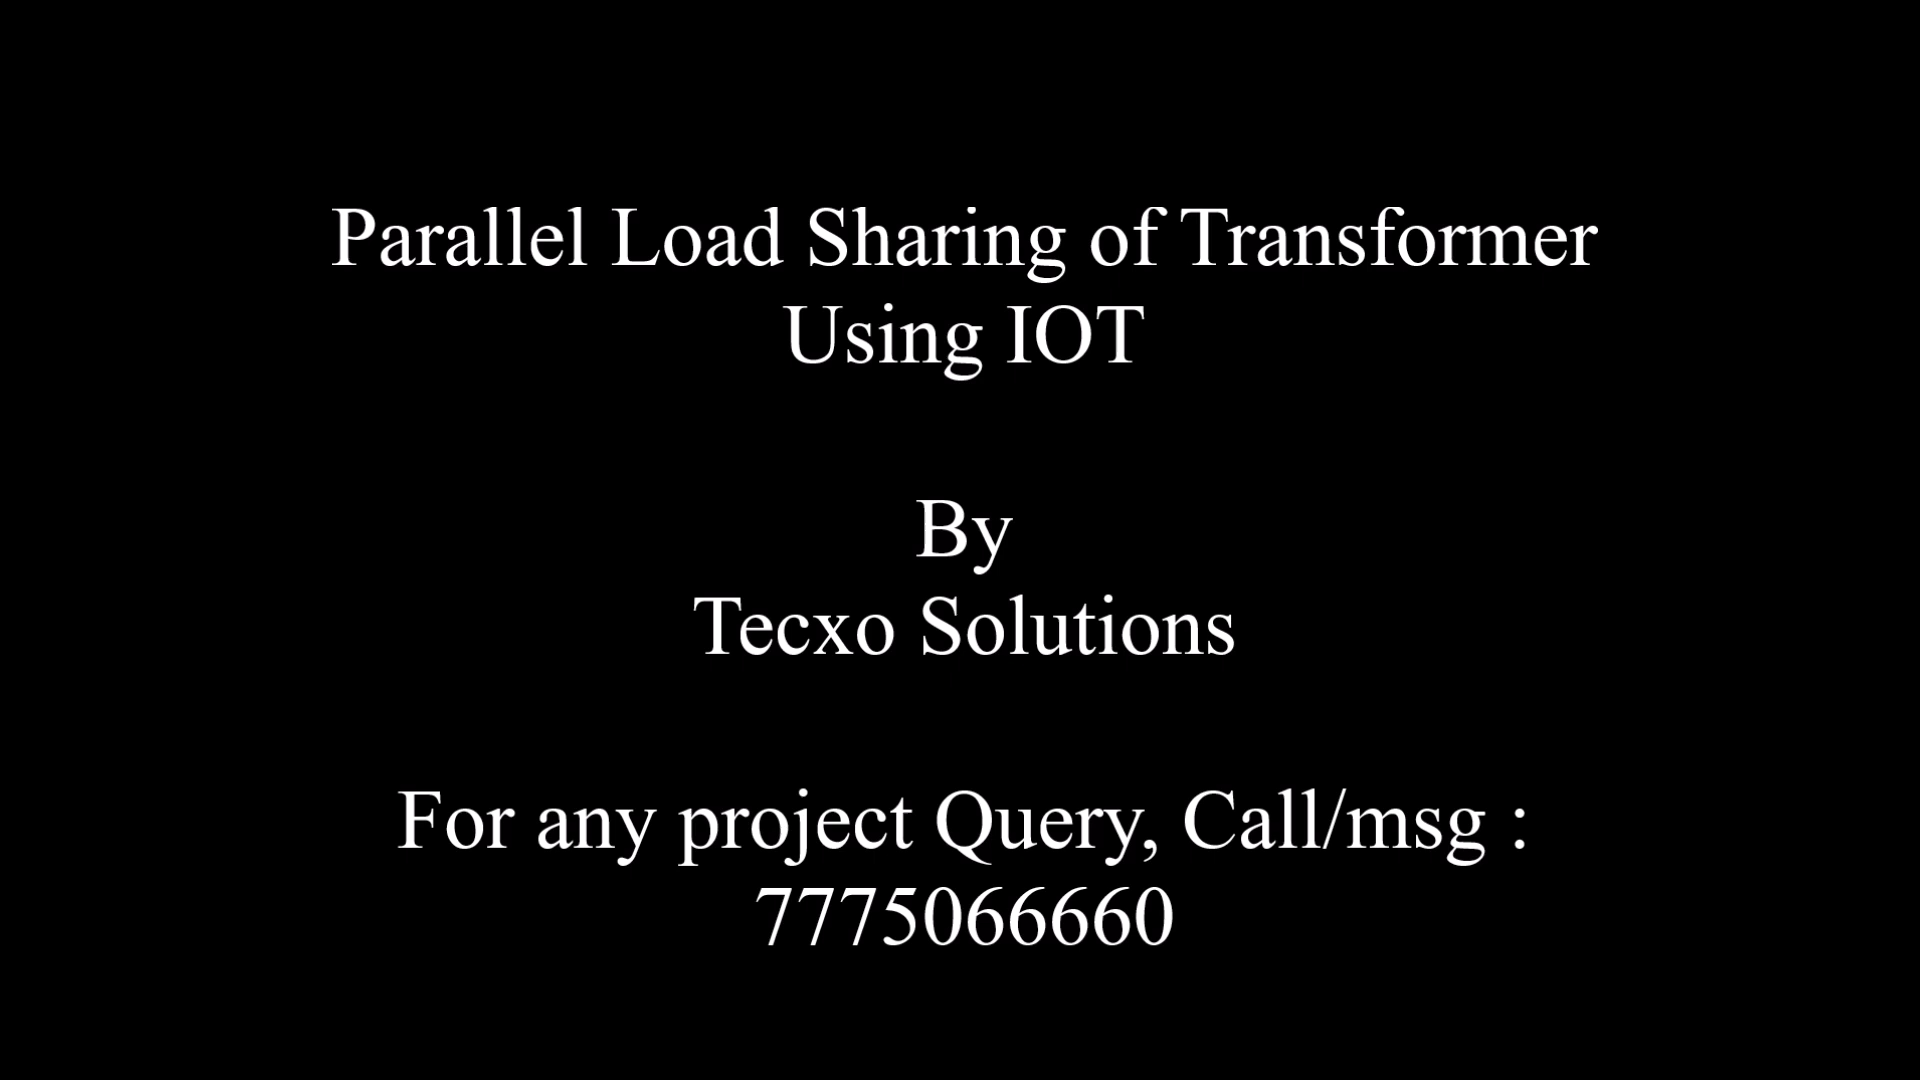 Parallel Load Sharing of Transformer
Using IOT
By
Tecxo Solutions
For any project Query, Call/msg :
7775066660